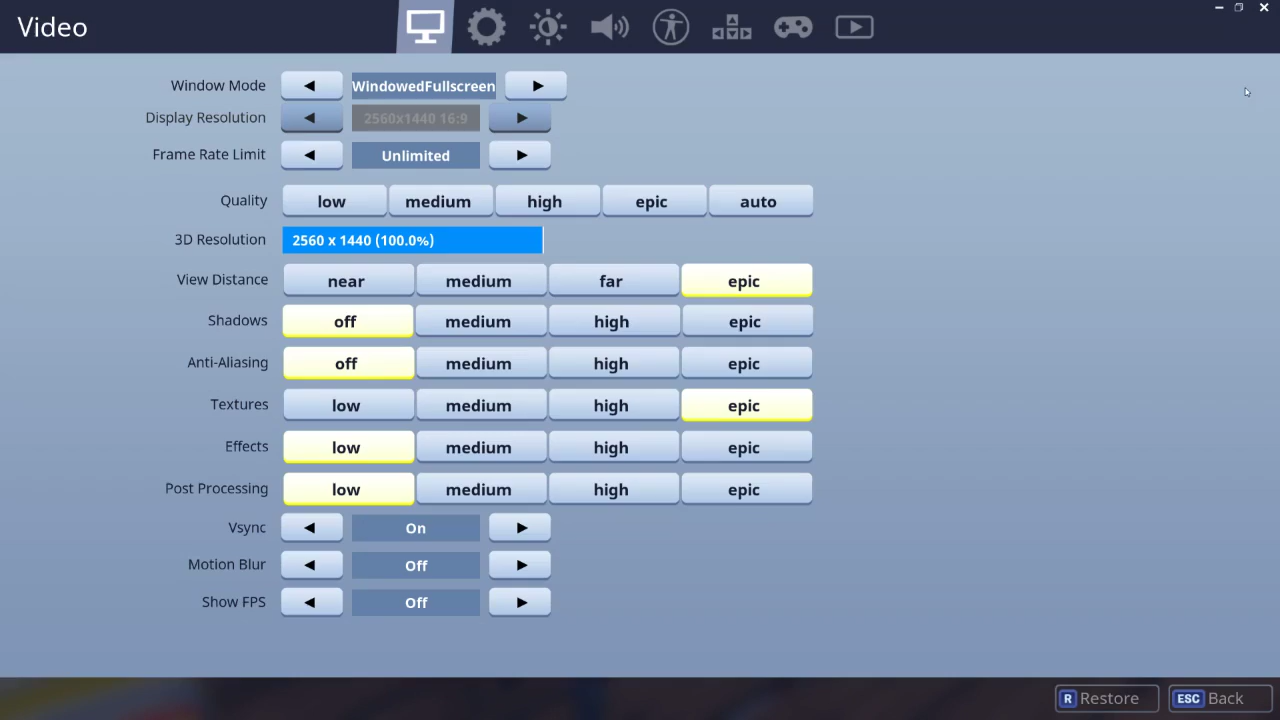 Video
Window Mode ◄ WindowedFullscreen ►
Display Resolution ◄ 2560x1440 16:9 ►
Frame Rate Limit ◄ Unlimited ►
Quality low medium high epic auto
3D Resolution 2560 x 1440 (100.0%)
View Distance near medium far epic
Shadows off medium high epic
Anti-Aliasing off medium high epic
Textures low medium high epic
Effects low medium high epic
Post Processing low medium high epic
Vsync ◄ On ►
Motion Blur ◄ Off ►
Show FPS ◄ Off ►
R Restore ESC Back